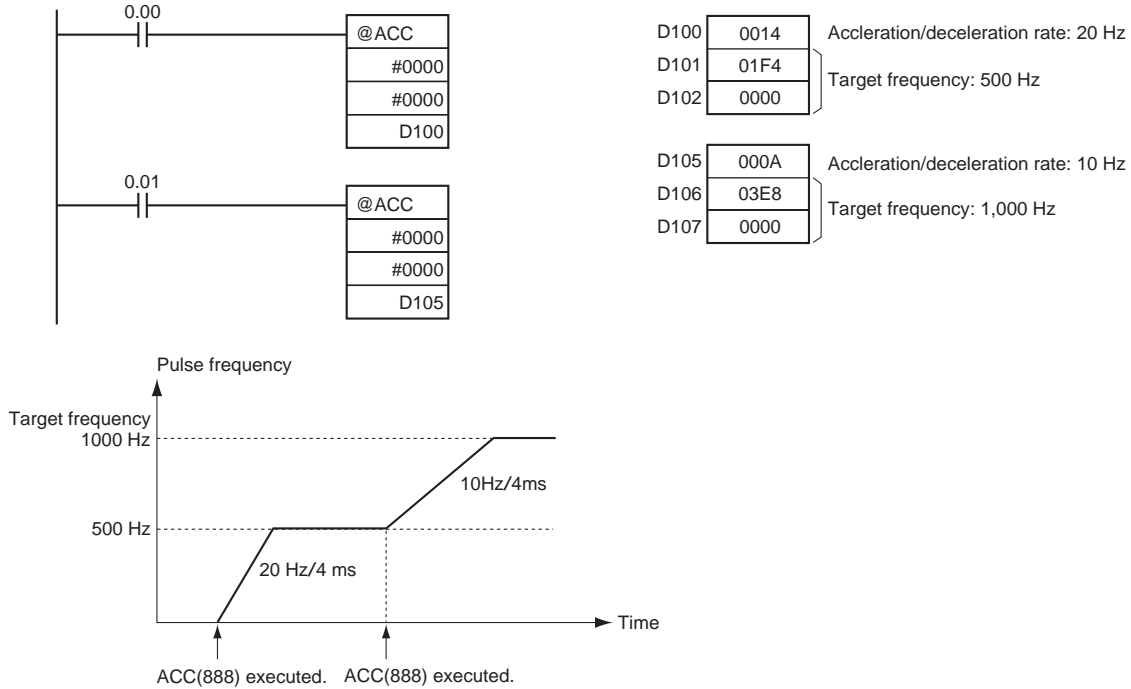 0.00
@ACC
#0000
#0000
D100
D100 0014 Accleration/deceleration rate: 20 Hz
D101 01F4
Target frequency: 500 Hz
D102 0000
0.01
@ACC
#0000
#0000
D105
D105 000A Accleration/deceleration rate: 10 Hz
D106 03E8
Target frequency: 1,000 Hz
D107 0000
Pulse frequency
Target frequency
1000 Hz
10Hz/4ms
500 Hz
20 Hz/4 ms
Time
ACC(888) executed. ACC(888) executed.